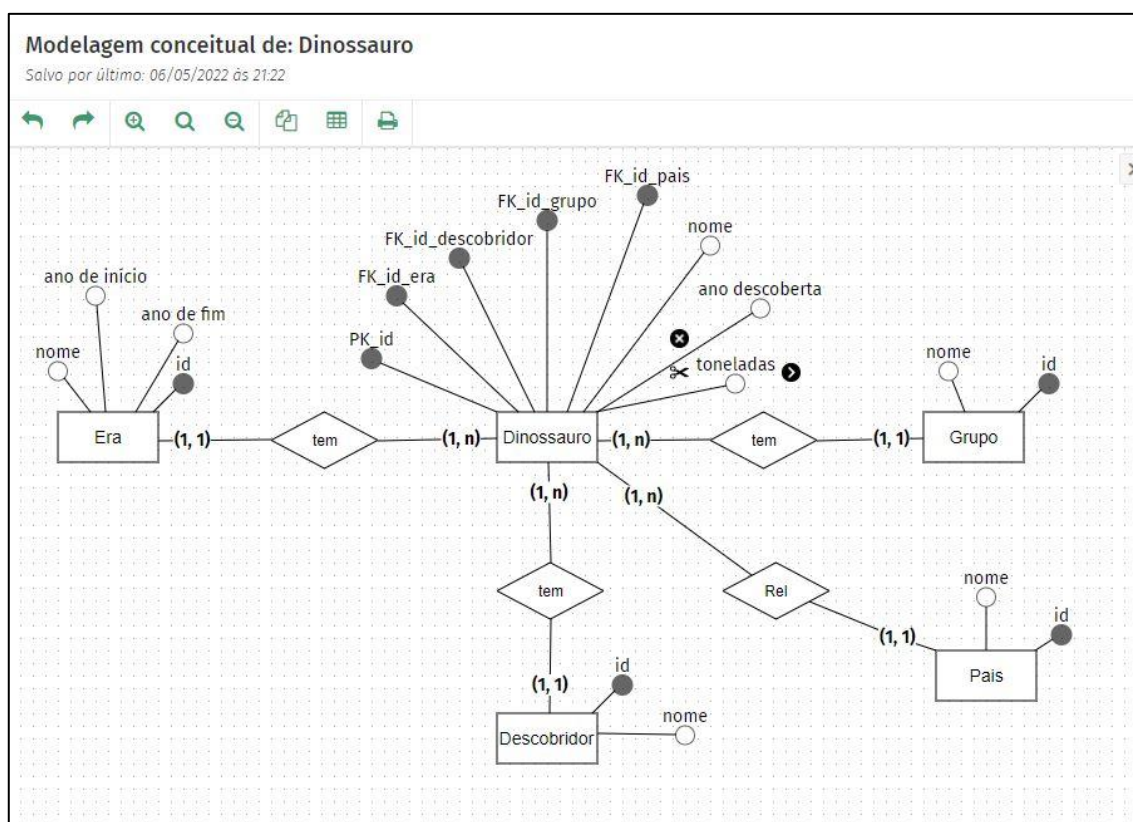 Modelagem conceitual de: Dinossauro
Salvo por último: 06/05/2022 às 21:22
FK_id_pais
FK_id_grupo
nome
FK_id_descobridor
ano de início
FK_id_era
ano descoberta
ano de fim
PK_id
nome
id
toneladas
nome
id
Era
(1, 1)
tem
(1, n)
Dinossauro
(1, n)
tem
(1, 1)
Grupo
(1, n)
(1, n)
tem
Rel
nome
id
(1, 1)
Pais
(1, 1)
id
nome
Descobridor